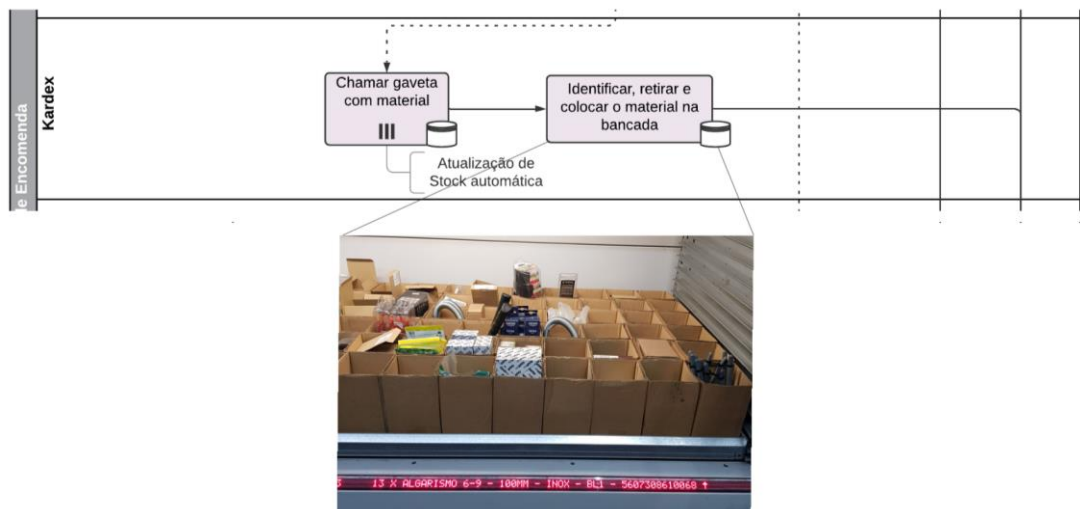 e Encomenda
Kardex
Chamar gaveta
com material
Identificar, retirar e
colocar o material na
bancada
Atualização de
Stock automática
13 X ALGARISMO 6-9 - 100MM - INOX - BL1 - 5607308610068